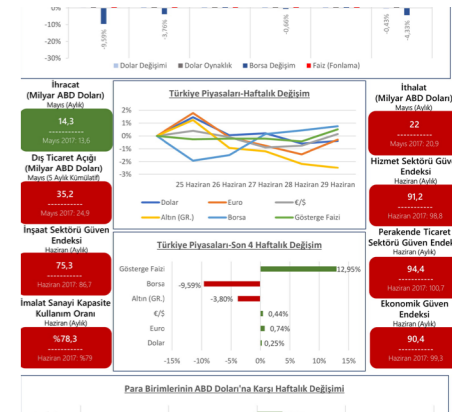 0%
-10%
-20%
-30%
-9,59%
-3,76%
-0,66%
-0,43%
-4,33%
Dolar Değişimi Dolar Oynaklık Borsa Değişim Faiz (Fonlama)
İhracat
(Milyar ABD Doları)
Mayıs (Aylık)
14,3
-----------
Mayıs 2017: 13,6
Dış Ticaret Açığı
(Milyar ABD Doları)
Mayıs (5 Aylık Kümülatif)
35,2
-----------
Mayıs 2017: 24,9
İnşaat Sektörü Güven
Endeksi
Haziran (Aylık)
75,3
-----------
Haziran 2017: 86,7
İmalat Sanayi Kapasite
Kullanım Oranı
Haziran (Aylık)
%78,3
-----------
Haziran 2017: %79
Türkiye Piyasaları-Haftalık Değişim
2%
1%
0%
-1%
-2%
-3%
25 Haziran 26 Haziran 27 Haziran 28 Haziran 29 Haziran
Dolar Euro €/$
Altın (GR.) Borsa Gösterge Faizi
Türkiye Piyasaları-Son 4 Haftalık Değişim
Gösterge Faizi 12,95%
Borsa -9,59%
Altın (GR.) -3,80%
€/$ 0,44%
Euro 0,74%
Dolar 0,25%
-15% -10% -5% 0% 5% 10% 15%
İthalat
(Milyar ABD Doları)
Mayıs (Aylık)
22
-----------
Mayıs 2017: 20,9
Hizmet Sektörü Güve
Endeksi
Haziran (Aylık)
91,2
-----------
Haziran 2017: 98,8
Perakende Ticaret
Sektörü Güven Endek
Haziran (Aylık)
94,4
-----------
Haziran 2017: 100,7
Ekonomik Güven
Endeksi
Haziran (Aylık)
90,4
-----------
Haziran 2017: 99,3
Para Birimlerinin ABD Doları'na Karşı Haftalık Değişimi